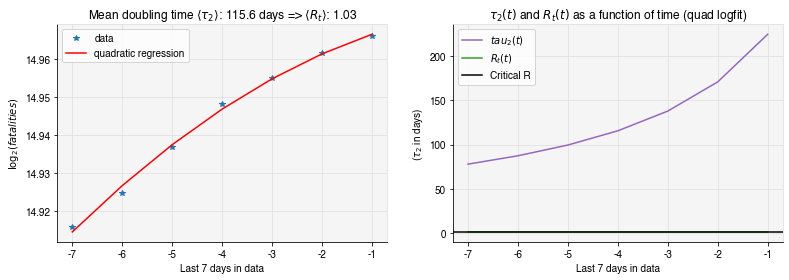 Mean doubling time ⟨τ₂⟩: 115.6 days => ⟨Rₜ⟩: 1.03
data
quadratic regression
log₂(fatalities)
14.96
14.95
14.94
14.93
14.92
-7 -6 -5 -4 -3 -2 -1
Last 7 days in data
τ₂(t) and Rₜ(t) as a function of time (quad logfit)
tau₂(t)
Rₜ(t)
Critical R
(τ₂ in days)
200
150
100
50
0
-7 -6 -5 -4 -3 -2 -1
Last 7 days in data